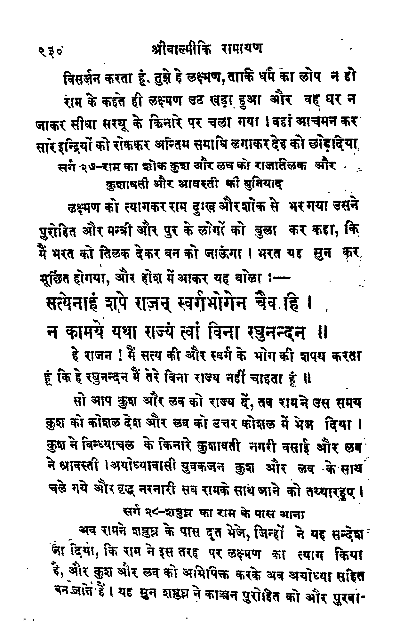 ९३० श्रीवाल्मीकि रामायण
विसर्जन करता हूं. तुझे हे लक्ष्मण, ताकि धर्म का लोप न हो
राम के कहते ही लक्ष्मण उठ खड़ा हुआ और वह घर न
जाकर सीधा सरयू के किनारे पर चला गया । वहां आचमन कर
सारे इन्द्रियों को रोककर अन्तिम समाधि लगाकर देह को छोड़दिया
सर्ग २७–राम का शोक कुश और लव का राजतिलक और
कुशावती और श्रावस्ती की बुनियाद
लक्ष्मण को त्यागकर राम दुःख और शोक से भर गया उसने
पुरोहित और मन्त्री और पुर के लोगों को बुला कर कहा, कि
मैं भरत को तिलक देकर वन को जाऊंगा । भरत यह सुन कर
मूर्छित होगया, और होश में आकर यह बोला :—
सत्येनाहं शपे राजन् स्वर्गभोगेन चैव हि ।
न कामये यथा राज्यं त्वां विना रघुनन्दन ॥
हे राजन ! मैं सत्य की और स्वर्ग के भोग की शपथ करता
हूं कि हे रघुनन्दन मैं तेरे विना राज्य नहीं चाहता हूं ॥
सो आप कुश और लव को राज्य दें, तब राम ने उस समय
कुश को कोशल देश और लव को उत्तर कोशल में भेज दिया ।
कुश ने विन्ध्याचल के किनारे कुशावती नगरी बसाई और लव
ने श्रावस्ती । अयोध्यावासी युवकजन कुश और लव के साथ
चले गये और वृद्ध नरनारी सब रामके साथ जाने को तय्यारहुए ।
सर्ग २८–शत्रुघ्न का राम के पास आना
अब रामने शत्रुघ्न के पास दूत भेजे, जिन्हों ने यह सन्देश
जा दिया, कि राम ने इस तरह पर लक्ष्मण का त्याग किया
है, और कुश और लव को अभिषिक्त करके अब अयोध्या सहित
वन जाते हैं । यह सुन शत्रुघ्न ने काञ्चन पुरोहित को और पुरवा-